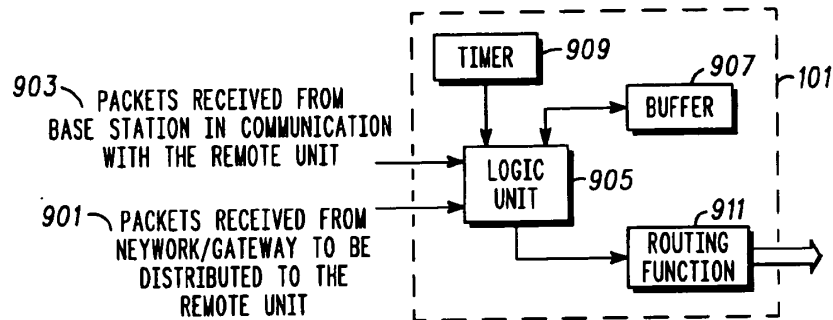 TIMER
909
907
BUFFER
101
903
PACKETS RECEIVED FROM
BASE STATION IN COMMUNICATION
WITH THE REMOTE UNIT
LOGIC
UNIT
905
901
PACKETS RECEIVED FROM
NEYWORK/GATEWAY TO BE
DISTRIBUTED TO THE
REMOTE UNIT
911
ROUTING
FUNCTION